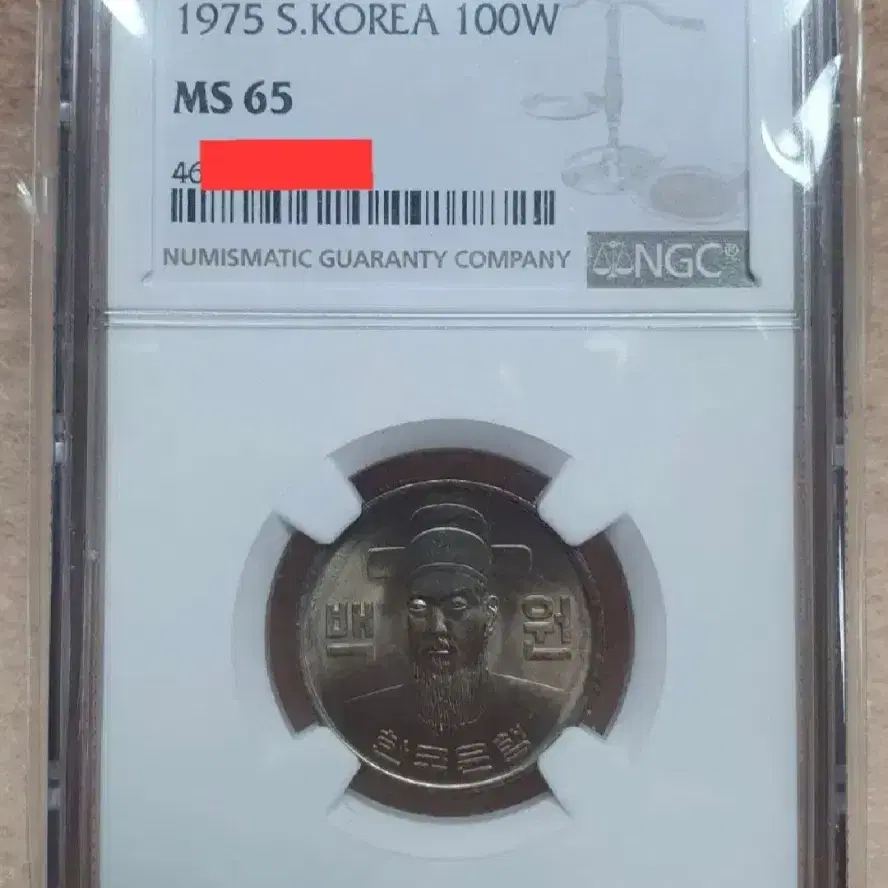 1975 S.KOREA 100W
MS 65
46
NUMISMATIC GUARANTY COMPANY
NGC®
백 원
한국은행